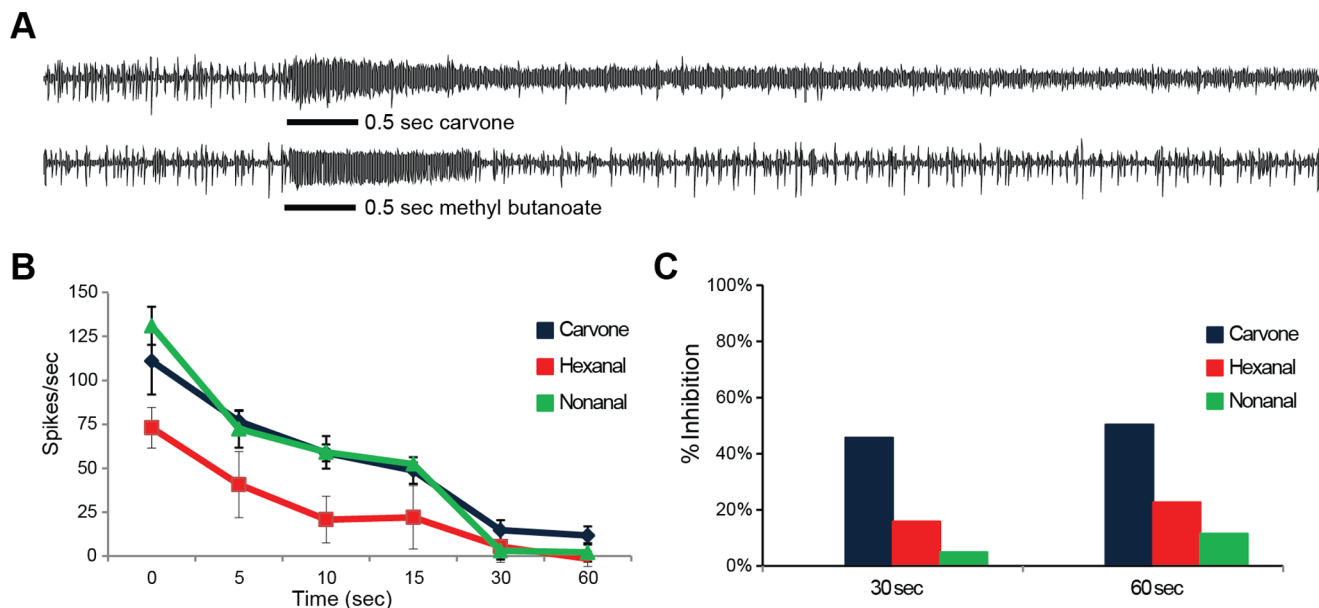 A
0.5 sec carvone
0.5 sec methyl butanoate
B
150
125
100
75
50
25
0
Spikes/sec
0 5 10 15 30 60
Time (sec)
Carvone
Hexanal
Nonanal
C
100%
80%
60%
40%
20%
0%
% Inhibition
30 sec 60 sec
Carvone
Hexanal
Nonanal